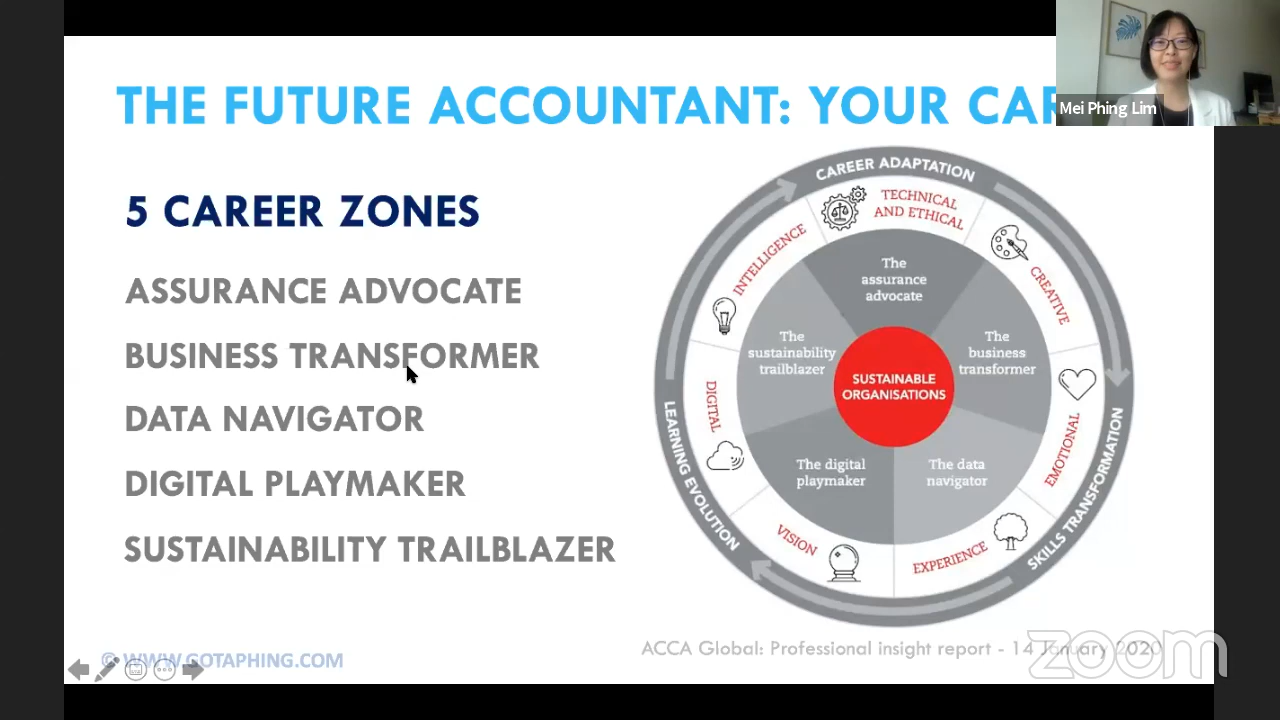 THE FUTURE ACCOUNTANT: YOUR CAR
Mei Phing Lim
5 CAREER ZONES
ASSURANCE ADVOCATE
BUSINESS TRANSFORMER
DATA NAVIGATOR
DIGITAL PLAYMAKER
SUSTAINABILITY TRAILBLAZER
CAREER ADAPTATION
TECHNICAL
AND ETHICAL
CREATIVE
EMOTIONAL
EXPERIENCE
VISION
DIGITAL
INTELLIGENCE
SKILLS TRANSFORMATION
LEARNING EVOLUTION
The
assurance
advocate
The
business
transformer
The data
navigator
The digital
playmaker
The
sustainability
trailblazer
SUSTAINABLE
ORGANISATIONS
© WWW.GOTAPHING.COM
ACCA Global: Professional insight report - 14 January 2020
zoom